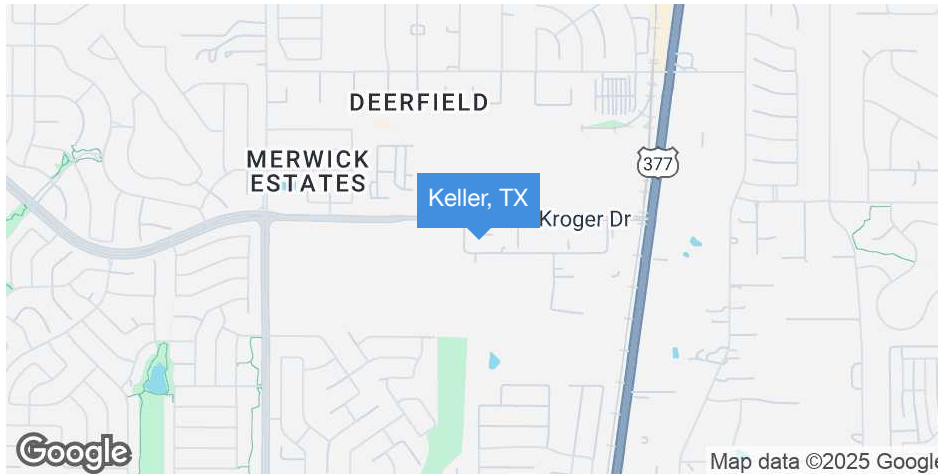 DEERFIELD
MERWICK
ESTATES
377
Keller, TX
Kroger Dr
Google
Map data ©2025 Google